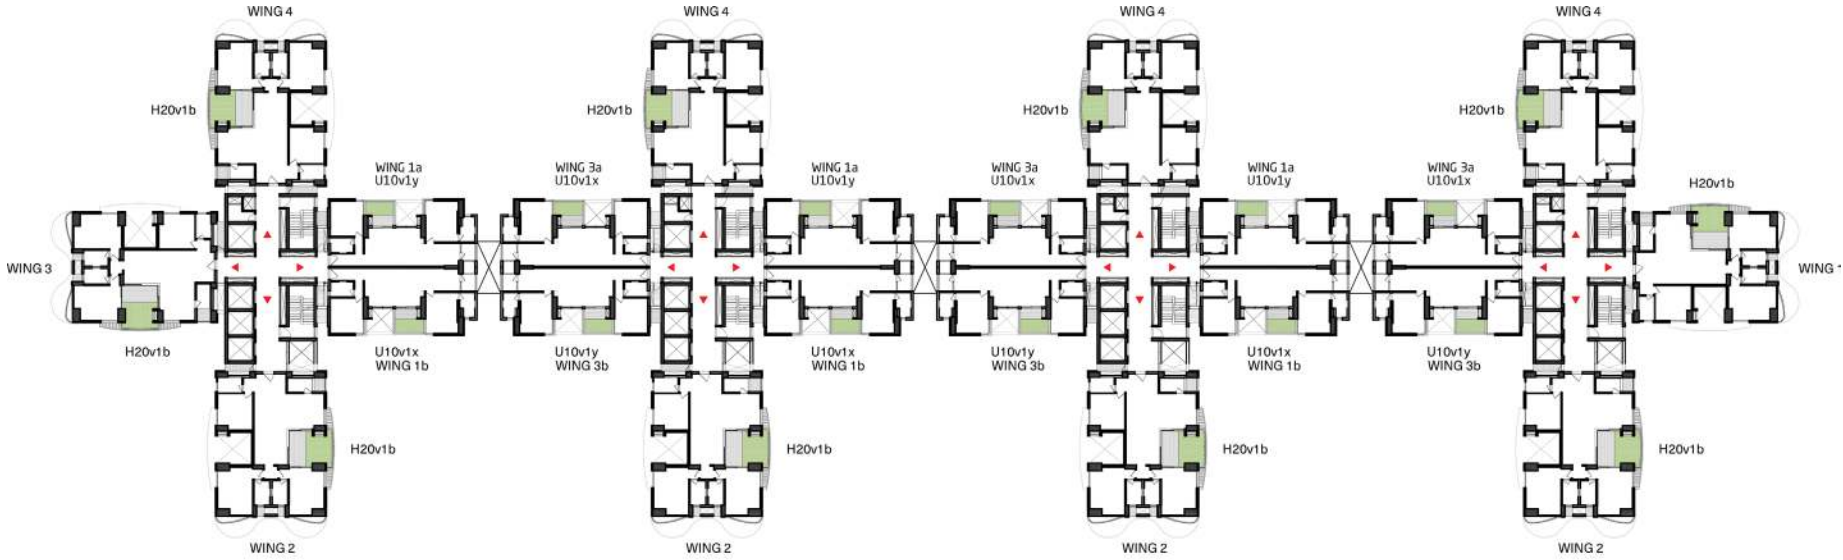 WING 4
WING 4
WING 4
WING 4
H20v1b
H20v1b
H20v1b
H20v1b
WING 1a
U10v1y
WING 3a
U10v1x
WING 1a
U10v1y
WING 3a
U10v1x
WING 1a
U10v1y
WING 3a
U10v1x
H20v1b
WING 3
WING 1
H20v1b
U10v1x
WING 1b
U10v1y
WING 3b
U10v1x
WING 1b
U10v1y
WING 3b
U10v1x
WING 1b
U10v1y
WING 3b
H20v1b
H20v1b
H20v1b
H20v1b
WING 2
WING 2
WING 2
WING 2